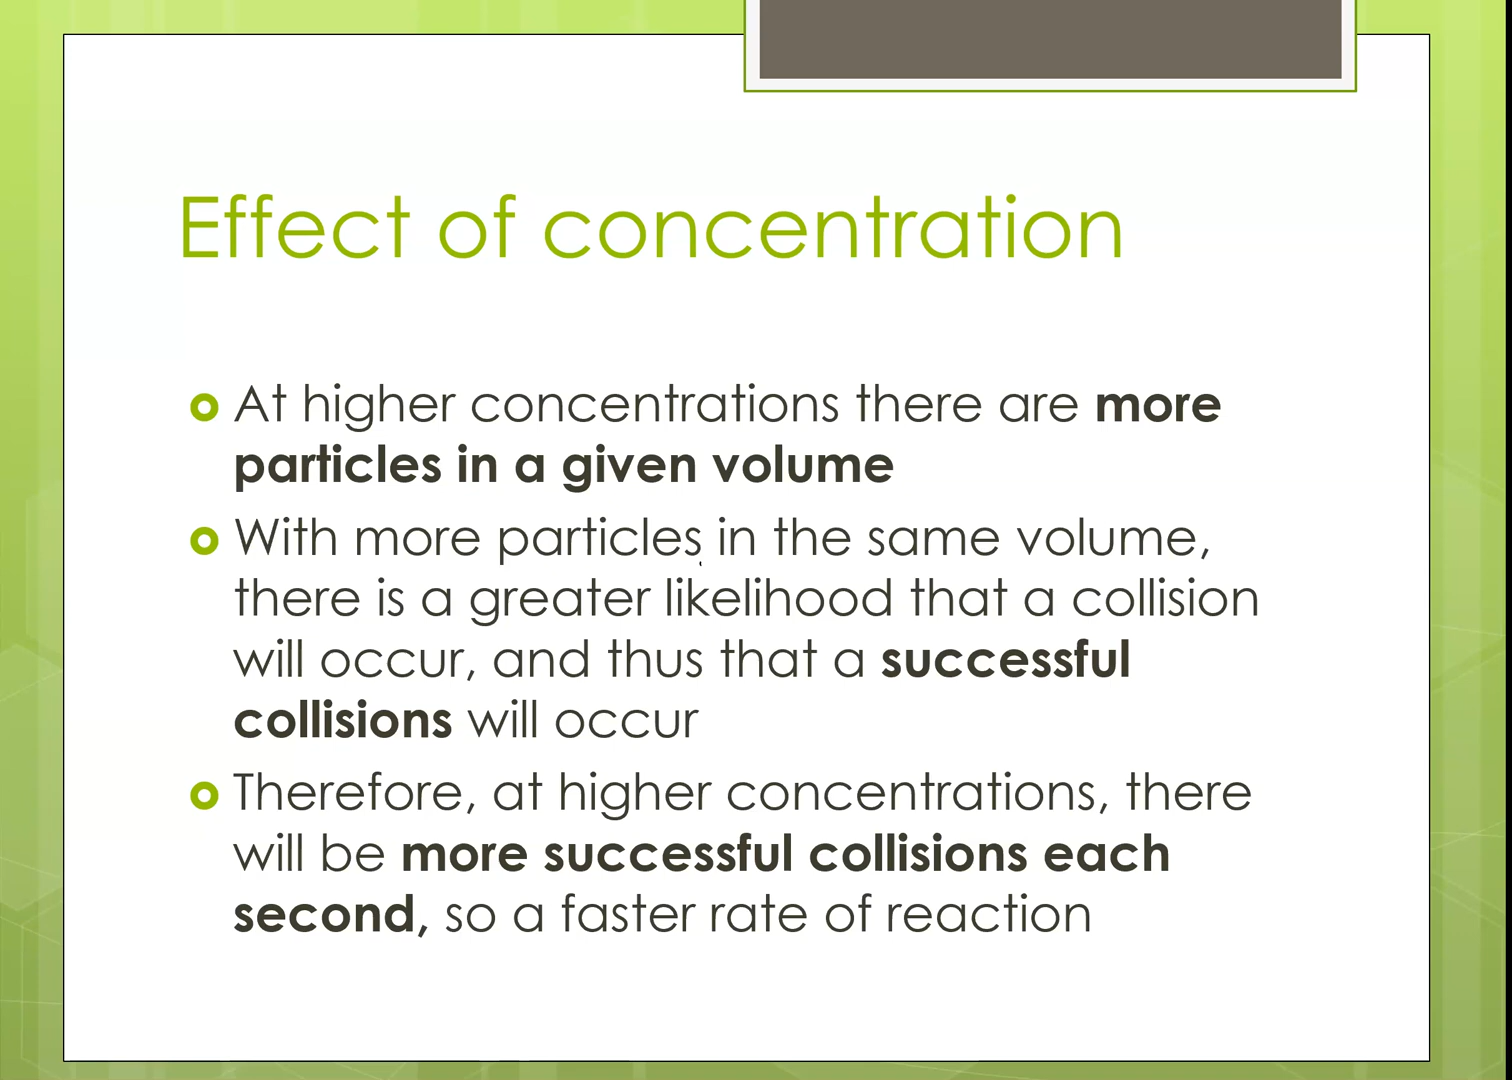 Effect of concentration
At higher concentrations there are more
particles in a given volume
With more particles in the same volume,
there is a greater likelihood that a collision
will occur, and thus that a successful
collisions will occur
Therefore, at higher concentrations, there
will be more successful collisions each
second, so a faster rate of reaction